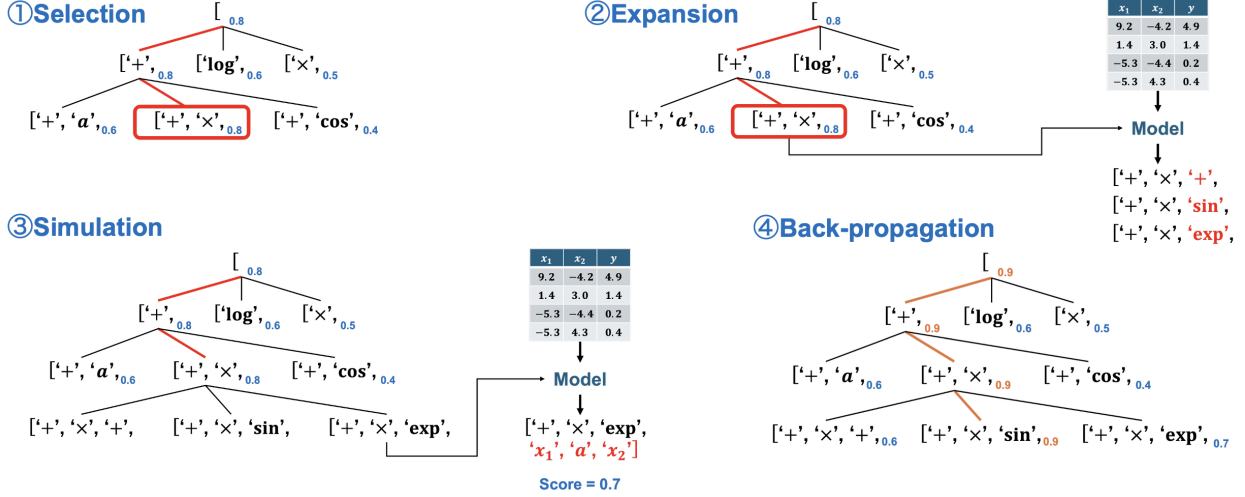 ①Selection
[ 0.8
[‘+’, 0.8 [‘log’, 0.6 [‘×’, 0.5
[‘+’, ‘a’, 0.6 [‘+’, ‘×’, 0.8 [‘+’, ‘cos’, 0.4
②Expansion
[ 0.8
[‘+’, 0.8 [‘log’, 0.6 [‘×’, 0.5
[‘+’, ‘a’, 0.6 [‘+’, ‘×’, 0.8 [‘+’, ‘cos’, 0.4
x₁ x₂ y
9.2 −4.2 4.9
1.4 3.0 1.4
−5.3 −4.4 0.2
−5.3 4.3 0.4
Model
[‘+’, ‘×’, ‘+’,
[‘+’, ‘×’, ‘sin’,
[‘+’, ‘×’, ‘exp’,
③Simulation
[ 0.8
[‘+’, 0.8 [‘log’, 0.6 [‘×’, 0.5
[‘+’, ‘a’, 0.6 [‘+’, ‘×’, 0.8 [‘+’, ‘cos’, 0.4
[‘+’, ‘×’, ‘+’, [‘+’, ‘×’, ‘sin’, [‘+’, ‘×’, ‘exp’,
x₁ x₂ y
9.2 −4.2 4.9
1.4 3.0 1.4
−5.3 −4.4 0.2
−5.3 4.3 0.4
Model
[‘+’, ‘×’, ‘exp’,
‘x₁’, ‘a’, ‘x₂’]
Score = 0.7
④Back-propagation
[ 0.9
[‘+’, 0.9 [‘log’, 0.6 [‘×’, 0.5
[‘+’, ‘a’, 0.6 [‘+’, ‘×’, 0.9 [‘+’, ‘cos’, 0.4
[‘+’, ‘×’, ‘+’, 0.6 [‘+’, ‘×’, ‘sin’, 0.9 [‘+’, ‘×’, ‘exp’, 0.7